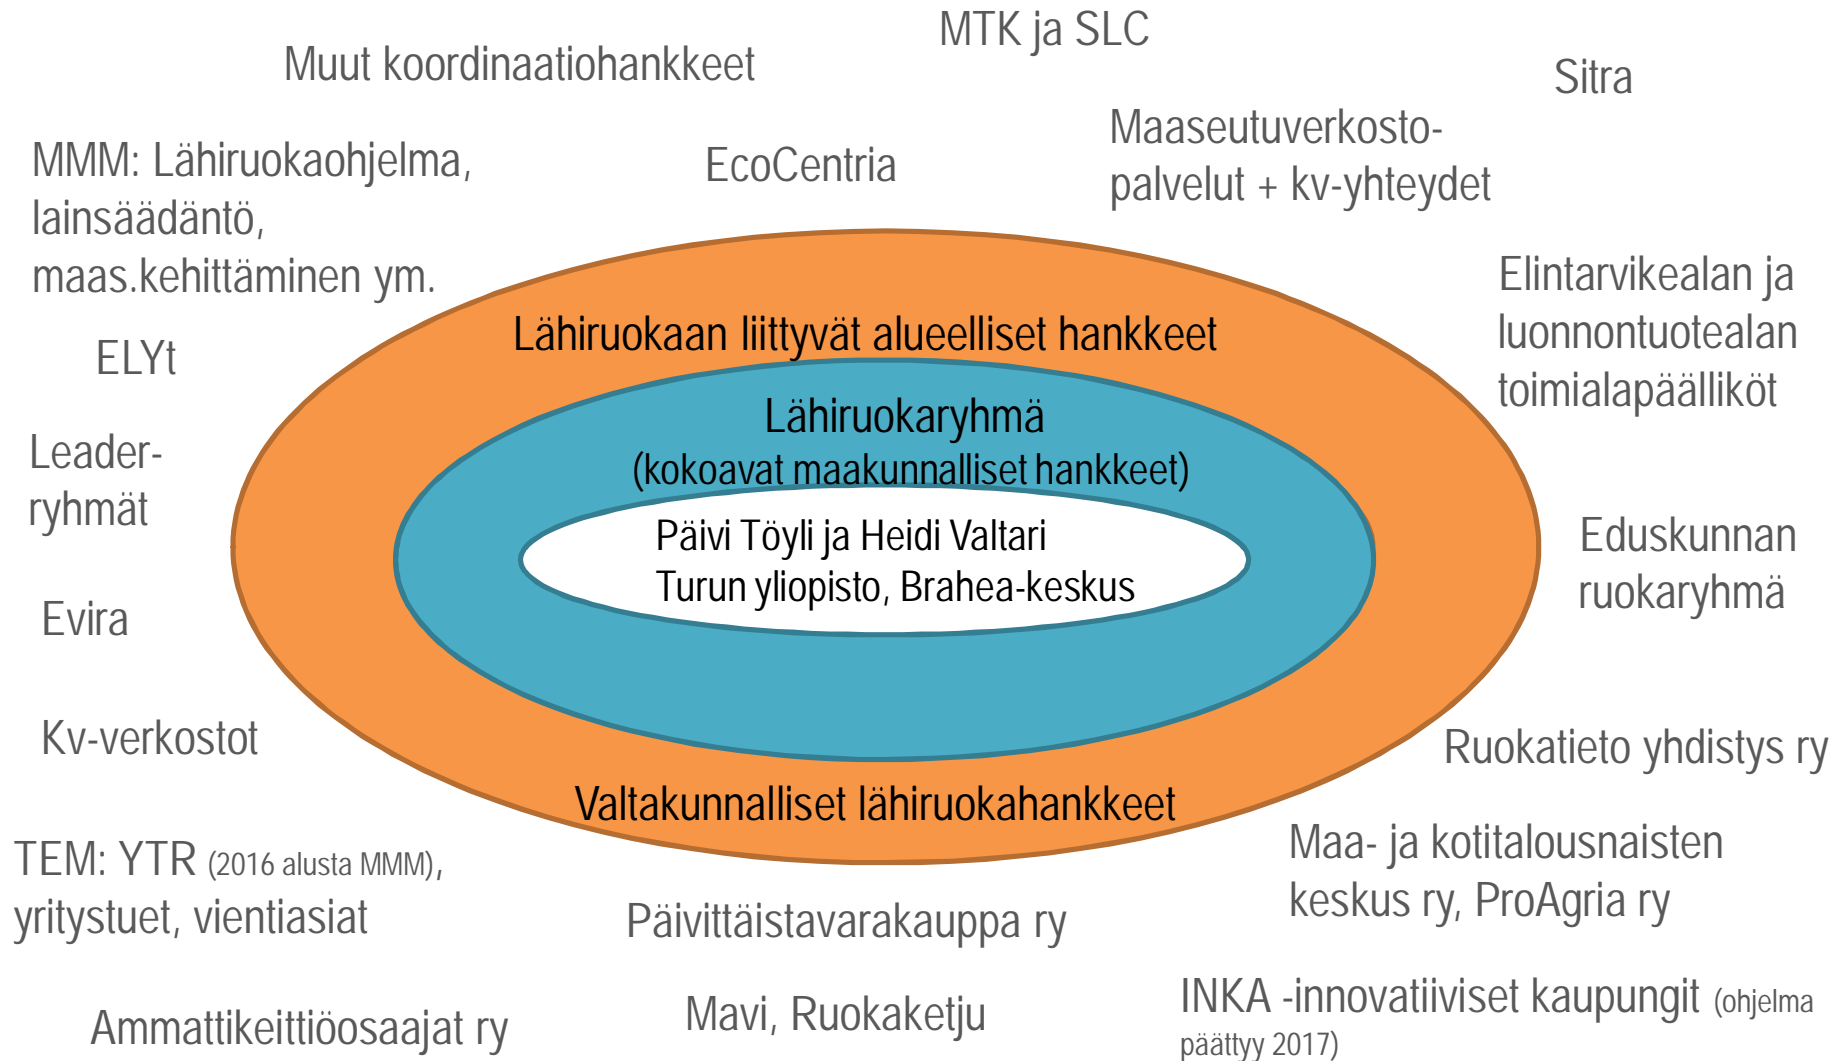 MTK ja SLC
Muut koordinaatiohankkeet
Sitra
Maaseutuverkosto-
palvelut + kv-yhteydet
EcoCentria
MMM: Lähiruokaohjelma,
lainsäädäntö,
maas.kehittäminen ym.
Elintarvikealan ja
luonnontuotealan
toimialapäälliköt
Lähiruokaan liittyvät alueelliset hankkeet
ELYt
Lähiruokaryhmä
(kokoavat maakunnalliset hankkeet)
Leader-
ryhmät
Päivi Töyli ja Heidi Valtari
Turun yliopisto, Brahea-keskus
Eduskunnan
ruokaryhmä
Evira
Kv-verkostot
Ruokatieto yhdistys ry
Valtakunnalliset lähiruokahankkeet
TEM: YTR (2016 alusta MMM),
yritystuet, vientiasiat
Maa- ja kotitalousnaisten
keskus ry, ProAgria ry
Päivittäistavarakauppa ry
Ammattikeittiöosaajat ry
Mavi, Ruokaketju
INKA -innovatiiviset kaupungit (ohjelma
päättyy 2017)